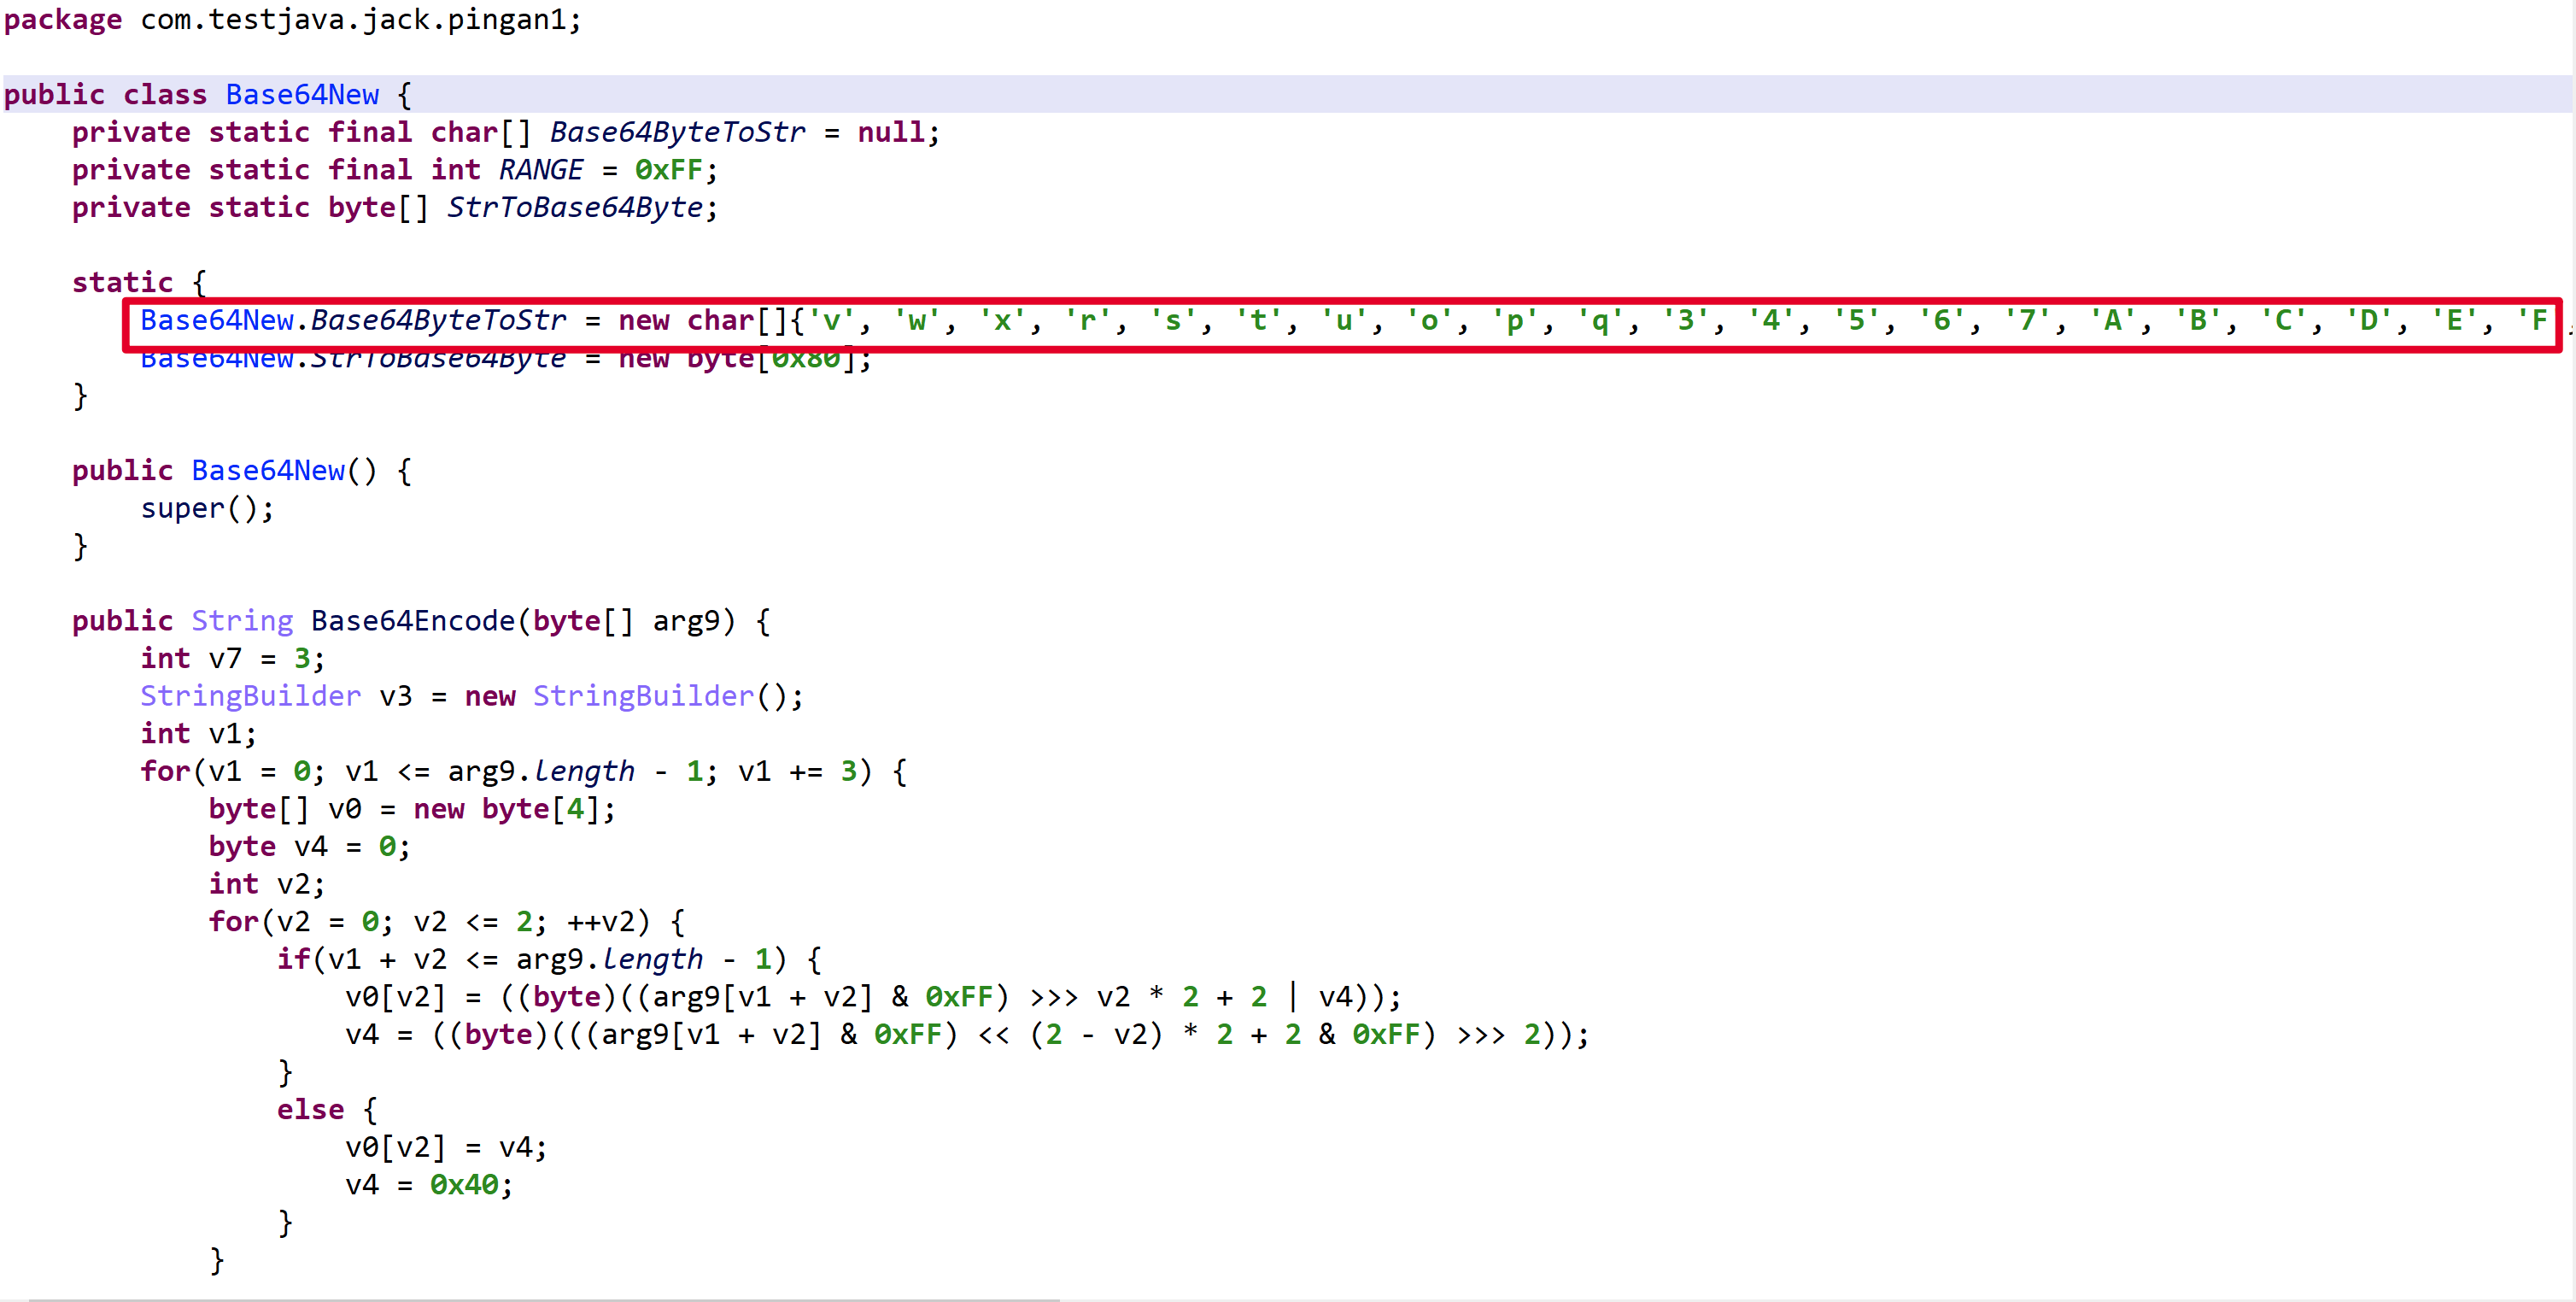 package com.testjava.jack.pingan1;
public class Base64New {
private static final char[] Base64ByteToStr = null;
private static final int RANGE = 0xFF;
private static byte[] StrToBase64Byte;
static {
Base64New.Base64ByteToStr = new char[]{'v', 'w', 'x', 'r', 's', 't', 'u', 'o', 'p', 'q', '3', '4', '5', '6', '7', 'A', 'B', 'C', 'D', 'E', 'F
Base64New.StrToBase64Byte = new byte[0x80];
}
public Base64New() {
super();
}
public String Base64Encode(byte[] arg9) {
int v7 = 3;
StringBuilder v3 = new StringBuilder();
int v1;
for(v1 = 0; v1 <= arg9.length - 1; v1 += 3) {
byte[] v0 = new byte[4];
byte v4 = 0;
int v2;
for(v2 = 0; v2 <= 2; ++v2) {
if(v1 + v2 <= arg9.length - 1) {
v0[v2] = ((byte)((arg9[v1 + v2] & 0xFF) >>> v2 * 2 + 2 | v4));
v4 = ((byte)(((arg9[v1 + v2] & 0xFF) << (2 - v2) * 2 + 2 & 0xFF) >>> 2));
}
else {
v0[v2] = v4;
v4 = 0x40;
}
}